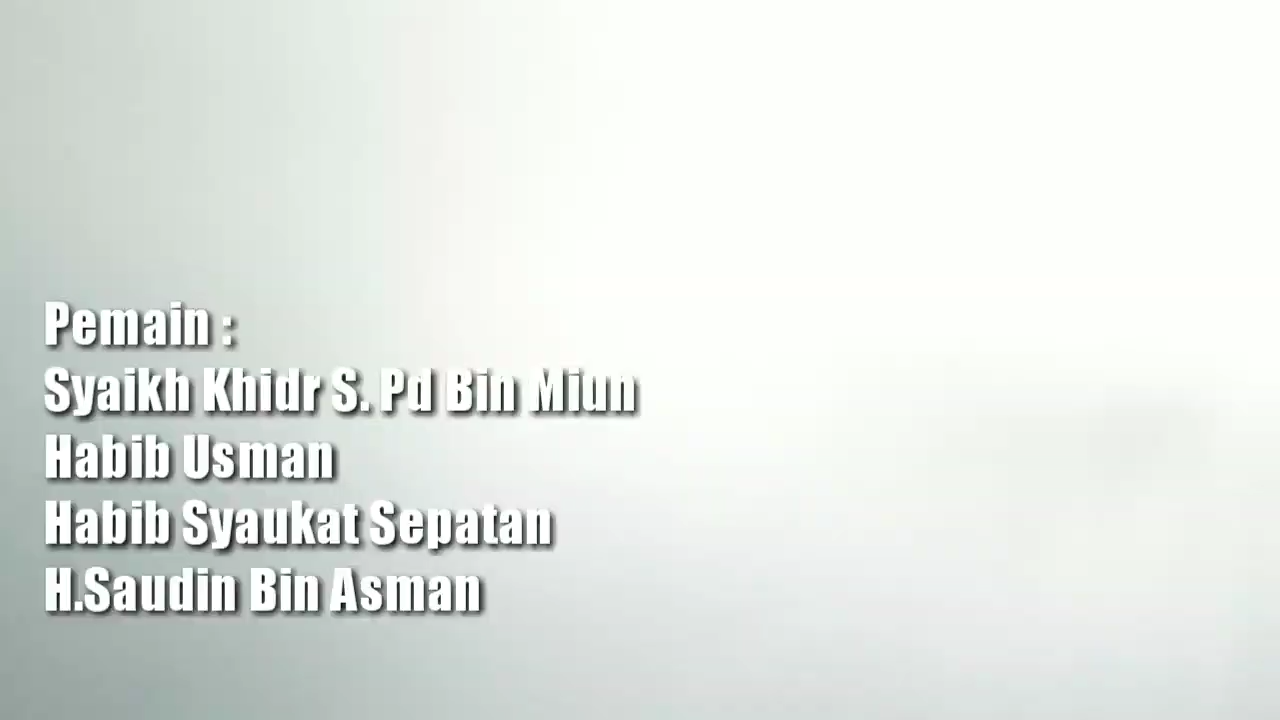 Pemain :
Syaikh Khidr S. Pd Bin Miun
Habib Usman
Habib Syaukat Sepatan
H.Saudin Bin Asman